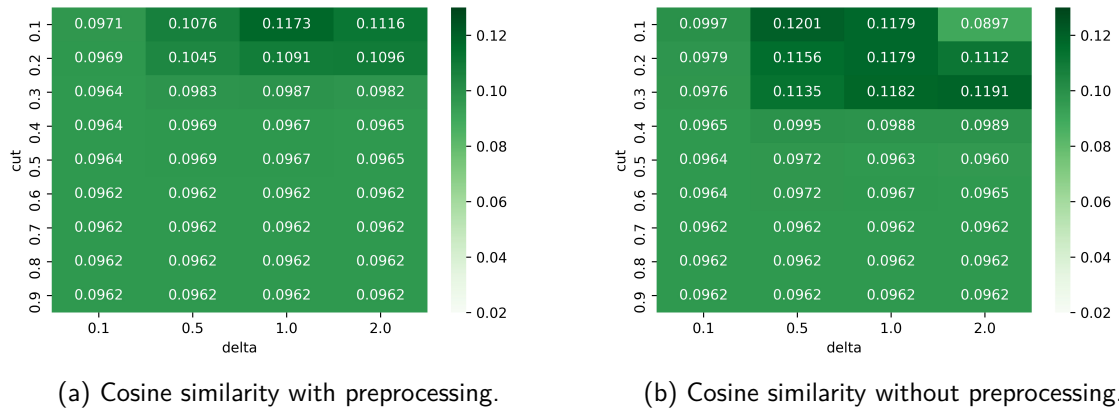 0.1 0.0971 0.1076 0.1173 0.1116
0.2 0.0969 0.1045 0.1091 0.1096
0.3 0.0964 0.0983 0.0987 0.0982
0.4 0.0964 0.0969 0.0967 0.0965
0.5 0.0964 0.0969 0.0967 0.0965
0.6 0.0962 0.0962 0.0962 0.0962
0.7 0.0962 0.0962 0.0962 0.0962
0.8 0.0962 0.0962 0.0962 0.0962
0.9 0.0962 0.0962 0.0962 0.0962
cut
0.1 0.5 1.0 2.0
delta
0.12
0.10
0.08
0.06
0.04
0.02
(a) Cosine similarity with preprocessing.
0.1 0.0997 0.1201 0.1179 0.0897
0.2 0.0979 0.1156 0.1179 0.1112
0.3 0.0976 0.1135 0.1182 0.1191
0.4 0.0965 0.0995 0.0988 0.0989
0.5 0.0964 0.0972 0.0963 0.0960
0.6 0.0964 0.0972 0.0967 0.0965
0.7 0.0962 0.0962 0.0962 0.0962
0.8 0.0962 0.0962 0.0962 0.0962
0.9 0.0962 0.0962 0.0962 0.0962
cut
0.1 0.5 1.0 2.0
delta
0.12
0.10
0.08
0.06
0.04
0.02
(b) Cosine similarity without preprocessing.